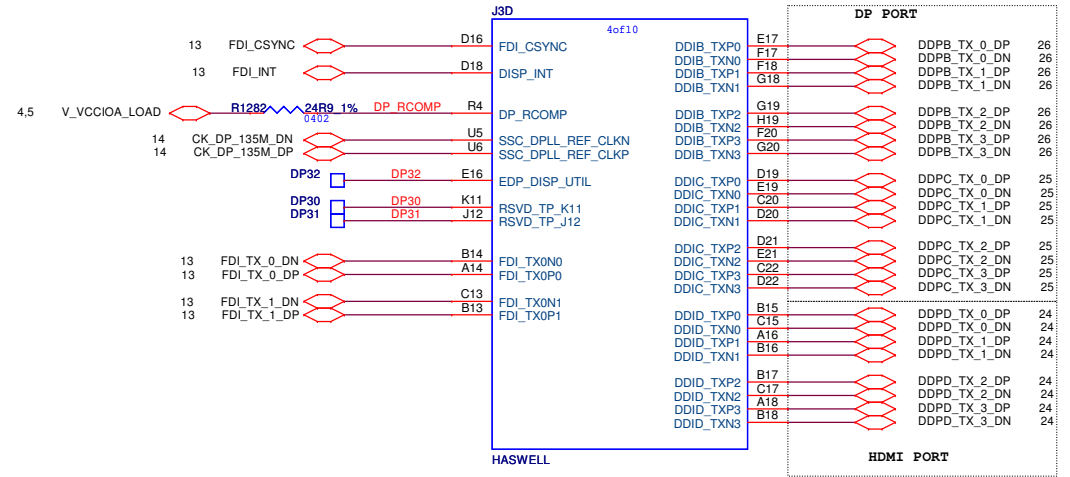 J3D
4of10
DP PORT
13 FDI_CSYNC D16 FDI_CSYNC
13 FDI_INT D18 DISP_INT
4,5 V_VCCIOA_LOAD R1282 24R9_1% 0402 DP_RCOMP R4 DP_RCOMP
14 CK_DP_135M_DN U5 SSC_DPLL_REF_CLKN
14 CK_DP_135M_DP U6 SSC_DPLL_REF_CLKP
DP32 DP32 E16 EDP_DISP_UTIL
DP30 DP30 K11 RSVD_TP_K11
DP31 DP31 J12 RSVD_TP_J12
13 FDI_TX_0_DN B14 FDI_TX0N0
13 FDI_TX_0_DP A14 FDI_TX0P0
13 FDI_TX_1_DN C13 FDI_TX0N1
13 FDI_TX_1_DP B13 FDI_TX0P1
DDIB_TXP0 E17 DDPB_TX_0_DP 26
DDIB_TXN0 F17 DDPB_TX_0_DN 26
DDIB_TXP1 F18 DDPB_TX_1_DP 26
DDIB_TXN1 G18 DDPB_TX_1_DN 26
DDIB_TXP2 G19 DDPB_TX_2_DP 26
DDIB_TXN2 H19 DDPB_TX_2_DN 26
DDIB_TXP3 F20 DDPB_TX_3_DP 26
DDIB_TXN3 G20 DDPB_TX_3_DN 26
DDIC_TXP0 D19 DDPC_TX_0_DP 25
DDIC_TXN0 E19 DDPC_TX_0_DN 25
DDIC_TXP1 C20 DDPC_TX_1_DP 25
DDIC_TXN1 D20 DDPC_TX_1_DN 25
DDIC_TXP2 D21 DDPC_TX_2_DP 25
DDIC_TXN2 E21 DDPC_TX_2_DN 25
DDIC_TXP3 C22 DDPC_TX_3_DP 25
DDIC_TXN3 D22 DDPC_TX_3_DN 25
DDID_TXP0 B15 DDPD_TX_0_DP 24
DDID_TXN0 C15 DDPD_TX_0_DN 24
DDID_TXP1 A16 DDPD_TX_1_DP 24
DDID_TXN1 B16 DDPD_TX_1_DN 24
DDID_TXP2 B17 DDPD_TX_2_DP 24
DDID_TXN2 C17 DDPD_TX_2_DN 24
DDID_TXP3 A18 DDPD_TX_3_DP 24
DDID_TXN3 B18 DDPD_TX_3_DN 24
HDMI PORT
HASWELL